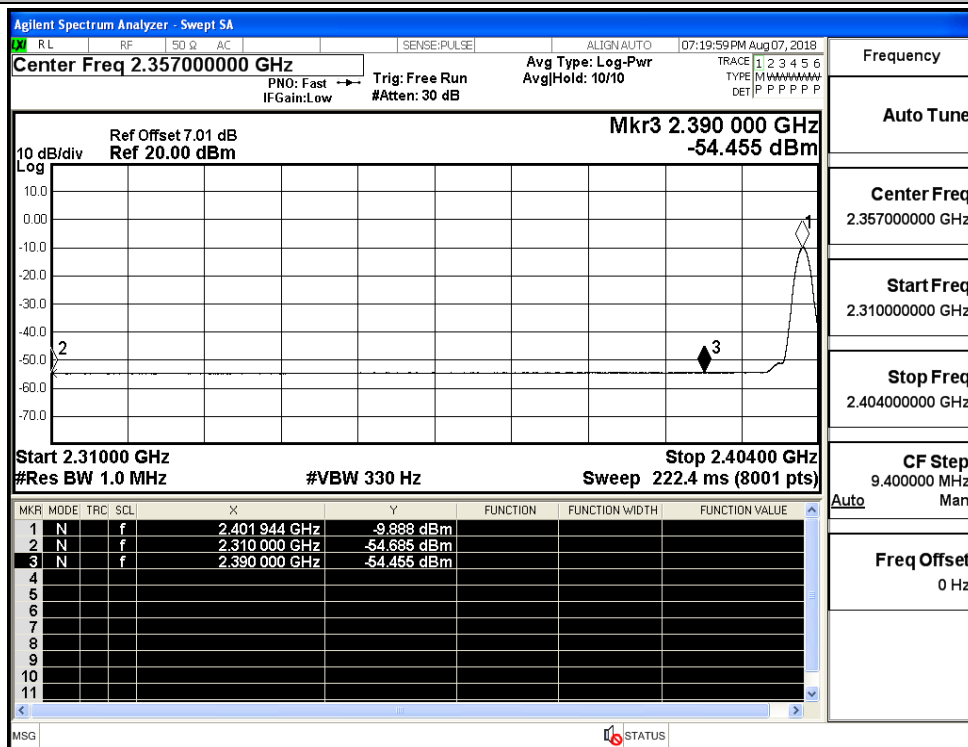 Agilent Spectrum Analyzer - Swept SA
LXI RL RF 50 Ω AC SENSE:PULSE ALIGN AUTO 07:19:59 PM Aug 07, 2018
Center Freq 2.357000000 GHz
PNO: Fast
IFGain:Low
Trig: Free Run
#Atten: 30 dB
Avg Type: Log-Pwr
Avg|Hold: 10/10
TRACE 1 2 3 4 5 6
TYPE M W W W W W
DET P P P P P P
Ref Offset 7.01 dB
10 dB/div Ref 20.00 dBm
Log
Mkr3 2.390 000 GHz
-54.455 dBm
10.0
0.00
-10.0
-20.0
-30.0
-40.0
-50.0
-60.0
-70.0
1
2
3
Start 2.31000 GHz Stop 2.40400 GHz
#Res BW 1.0 MHz #VBW 330 Hz Sweep 222.4 ms (8001 pts)
MKR MODE TRC SCL X Y FUNCTION FUNCTION WIDTH FUNCTION VALUE
1 N f 2.401 944 GHz -9.888 dBm
2 N f 2.310 000 GHz -54.685 dBm
3 N f 2.390 000 GHz -54.455 dBm
4
5
6
7
8
9
10
11
MSG STATUS
Frequency
Auto Tune
Center Freq
2.357000000 GHz
Start Freq
2.310000000 GHz
Stop Freq
2.404000000 GHz
CF Step
9.400000 MHz
Auto Man
Freq Offset
0 Hz